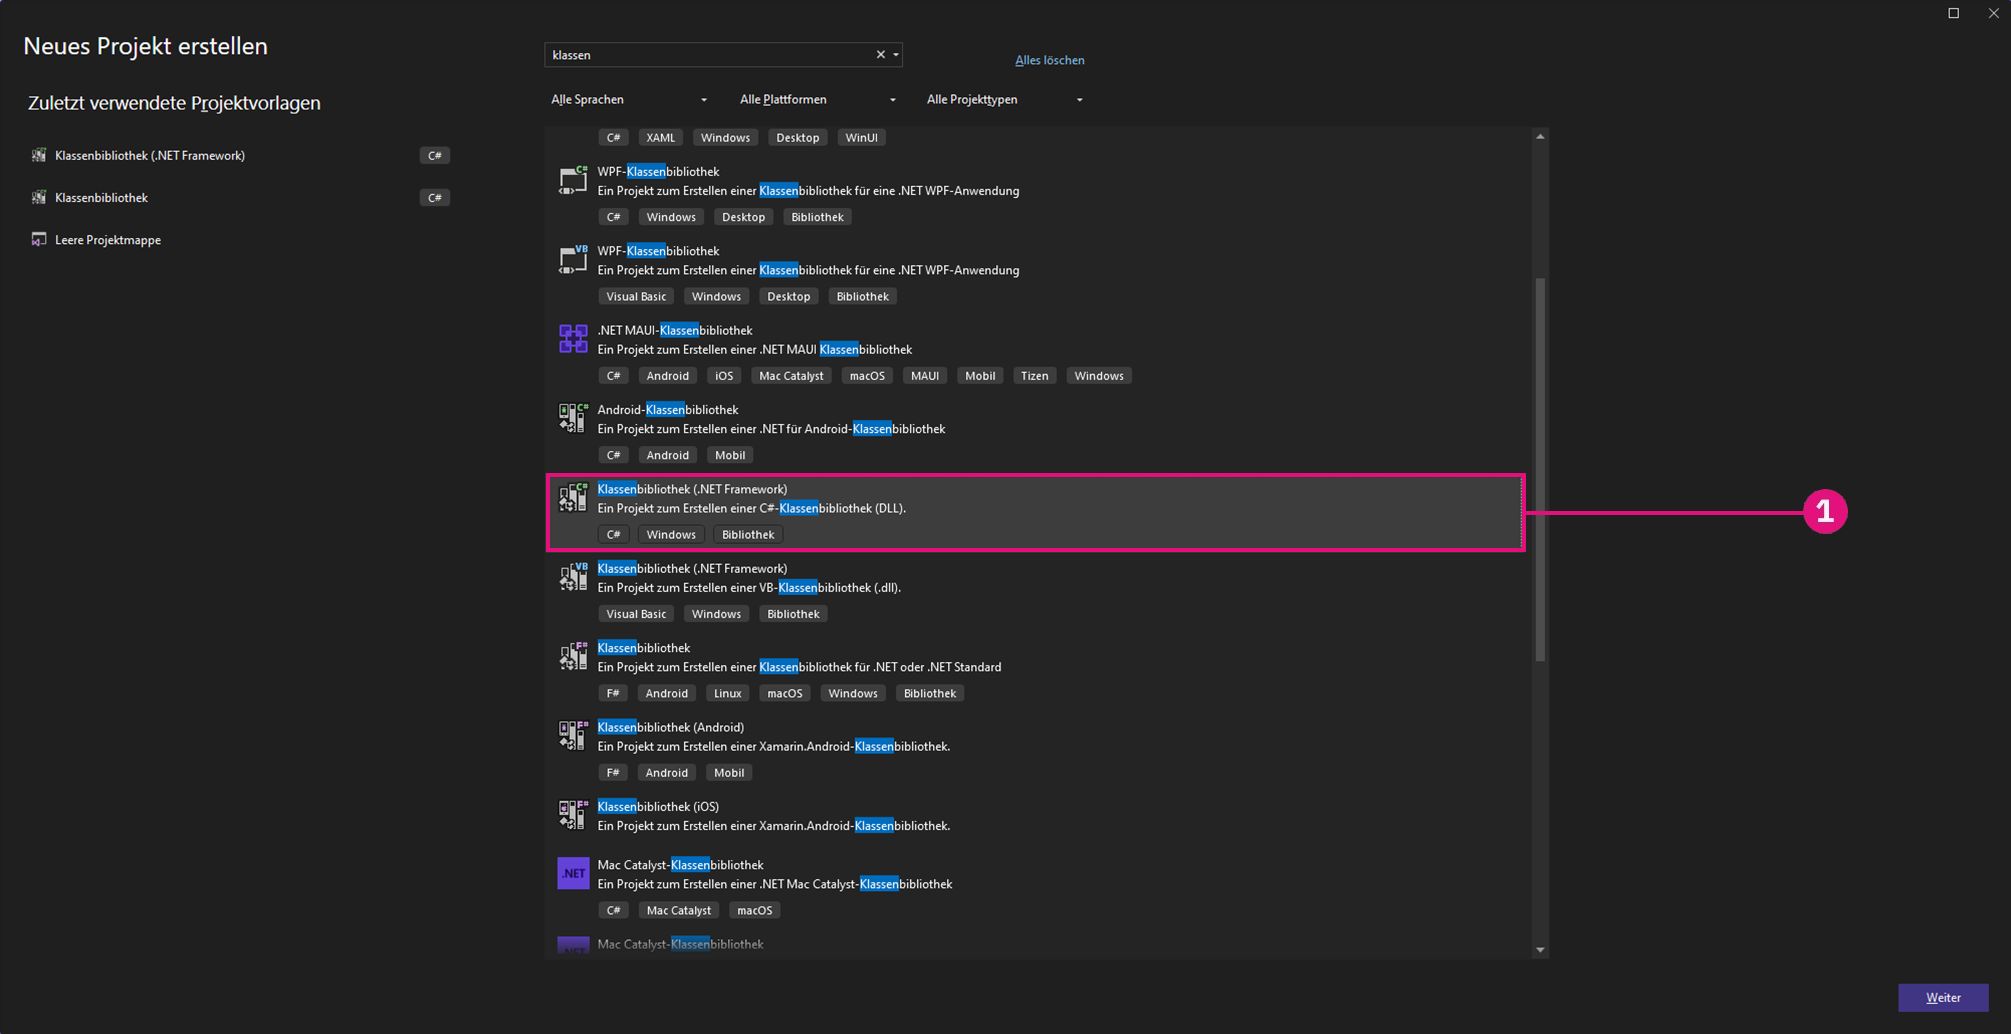 Neues Projekt erstellen
klassen
Alles löschen
Zuletzt verwendete Projektvorlagen
Klassenbibliothek (.NET Framework) C#
Klassenbibliothek C#
Leere Projektmappe
Alle Sprachen Alle Plattformen Alle Projekttypen
C# XAML Windows Desktop WinUI
WPF-Klassenbibliothek
Ein Projekt zum Erstellen einer Klassenbibliothek für eine .NET WPF-Anwendung
C# Windows Desktop Bibliothek
WPF-Klassenbibliothek
Ein Projekt zum Erstellen einer Klassenbibliothek für eine .NET WPF-Anwendung
Visual Basic Windows Desktop Bibliothek
.NET MAUI-Klassenbibliothek
Ein Projekt zum Erstellen einer .NET MAUI Klassenbibliothek
C# Android iOS Mac Catalyst macOS MAUI Mobil Tizen Windows
Android-Klassenbibliothek
Ein Projekt zum Erstellen einer .NET für Android-Klassenbibliothek
C# Android Mobil
Klassenbibliothek (.NET Framework)
Ein Projekt zum Erstellen einer C#-Klassenbibliothek (DLL).
C# Windows Bibliothek
1
Klassenbibliothek (.NET Framework)
Ein Projekt zum Erstellen einer VB-Klassenbibliothek (.dll).
Visual Basic Windows Bibliothek
Klassenbibliothek
Ein Projekt zum Erstellen einer Klassenbibliothek für .NET oder .NET Standard
F# Android Linux macOS Windows Bibliothek
Klassenbibliothek (Android)
Ein Projekt zum Erstellen einer Xamarin.Android-Klassenbibliothek.
F# Android Mobil
Klassenbibliothek (iOS)
Ein Projekt zum Erstellen einer Xamarin.Android-Klassenbibliothek.
.NET
Mac Catalyst-Klassenbibliothek
Ein Projekt zum Erstellen einer .NET Mac Catalyst-Klassenbibliothek
C# Mac Catalyst macOS
Mac Catalyst-Klassenbibliothek
Weiter